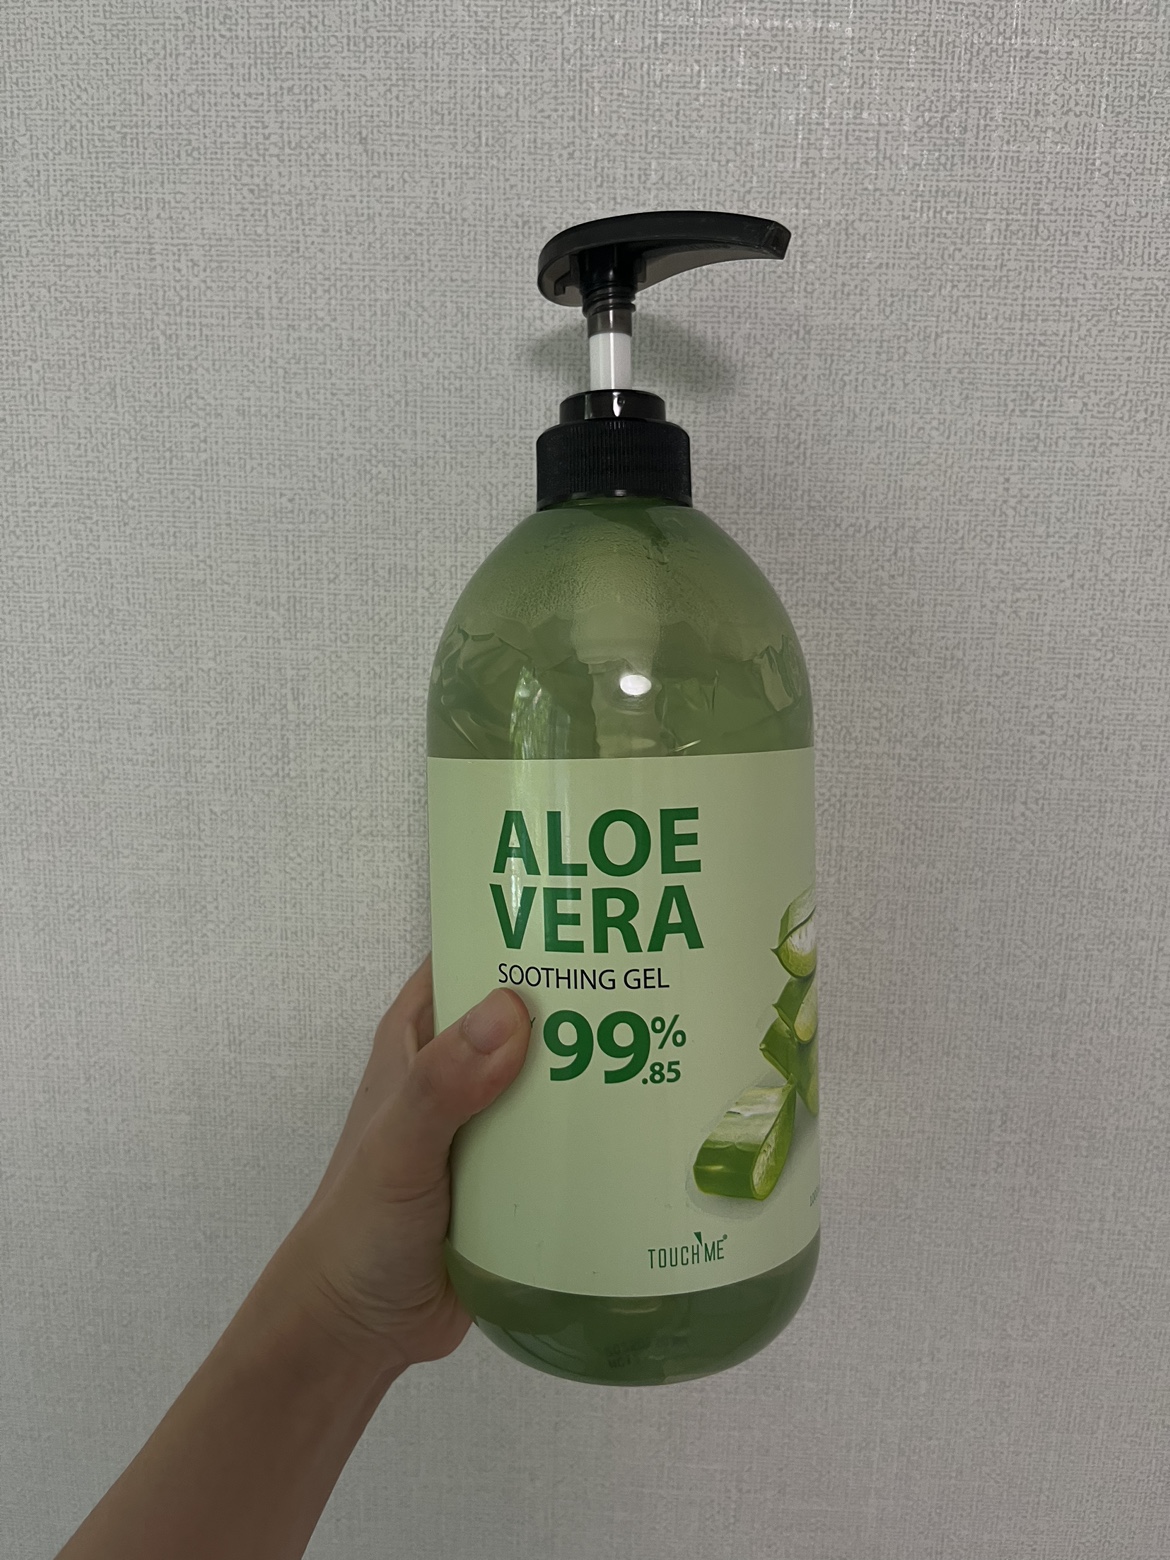 ALOE
VERA
SOOTHING GEL
99%
.85
TOUCH ME®